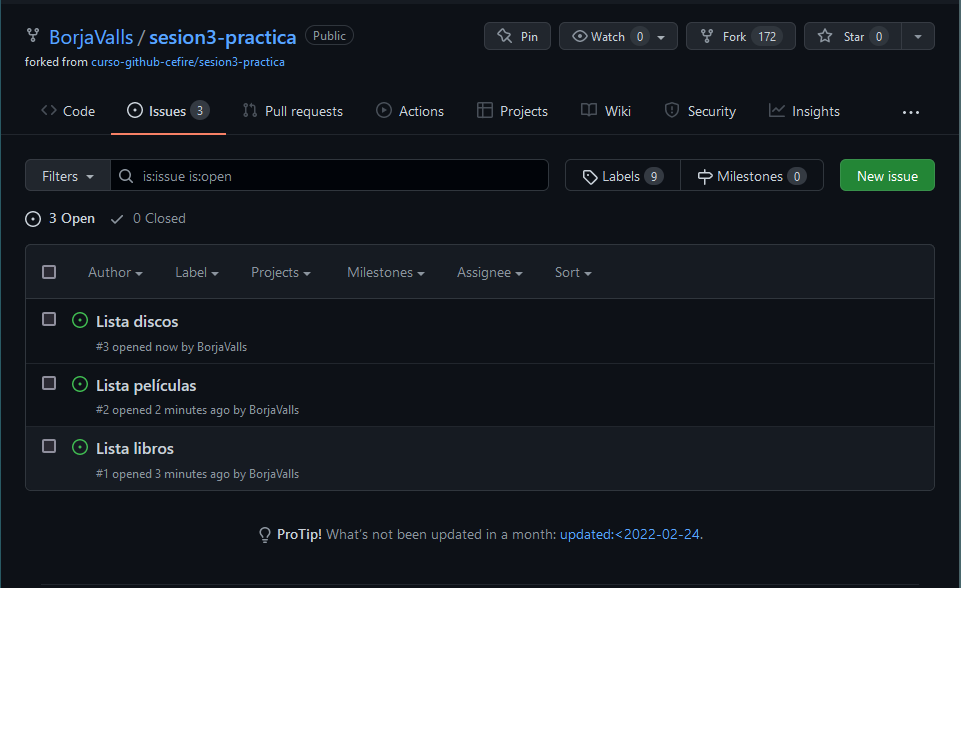 BorjaValls / sesion3-practica Public Pin Watch 0 Fork 172 Star 0
forked from curso-github-cefire/sesion3-practica
Code Issues 3 Pull requests Actions Projects Wiki Security Insights ...
Filters is:issue is:open Labels 9 Milestones 0 New issue
3 Open 0 Closed
Author Label Projects Milestones Assignee Sort
Lista discos
#3 opened now by BorjaValls
Lista películas
#2 opened 2 minutes ago by BorjaValls
Lista libros
#1 opened 3 minutes ago by BorjaValls
ProTip! What's not been updated in a month: updated:<2022-02-24.